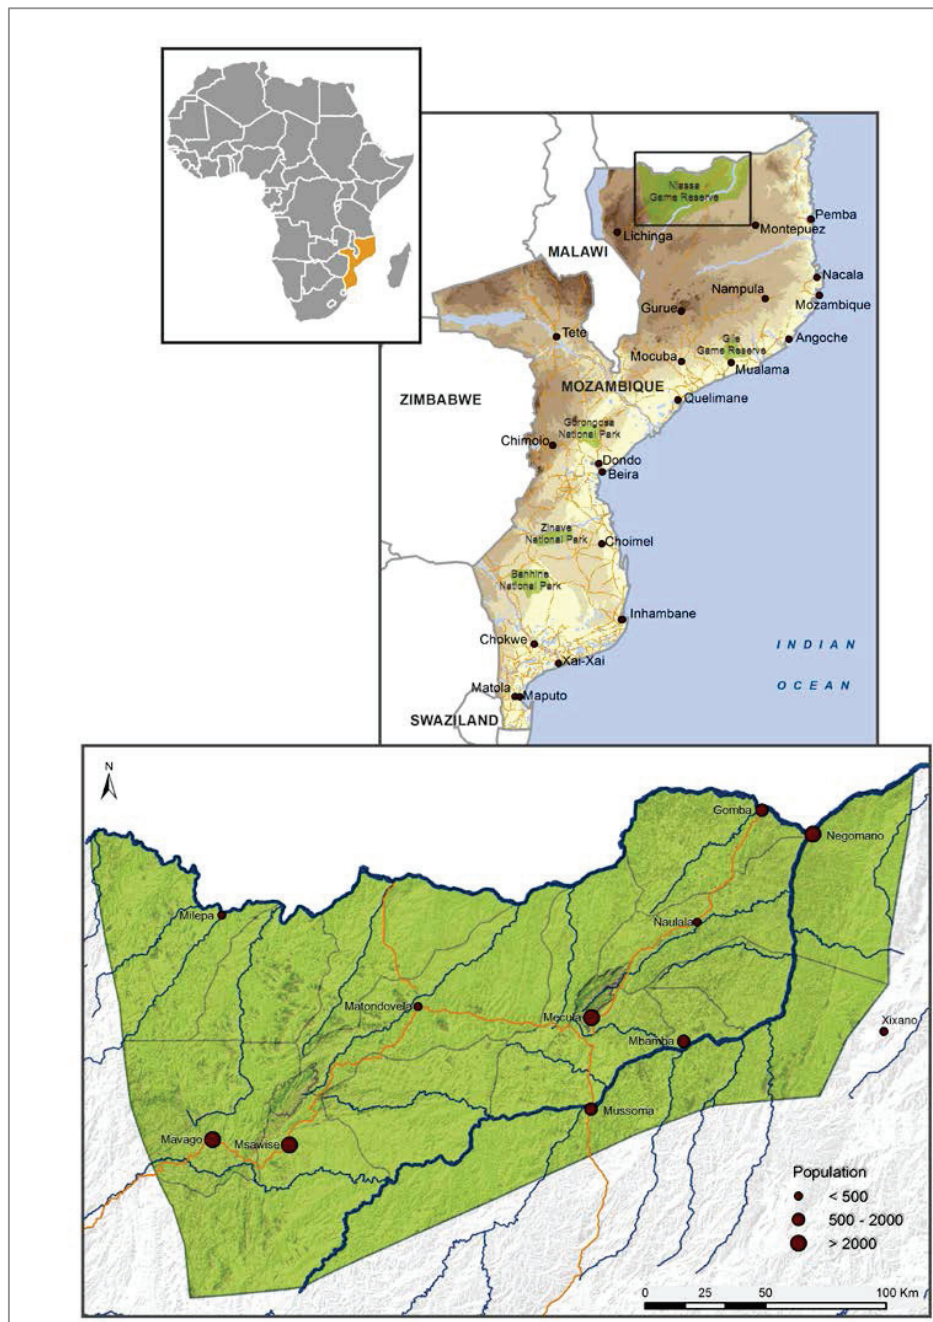 Niassa
Game Reserve
Pemba
Lichinga
Montepuez
MALAWI
Nacala
Nampula
Mozambique
Gurue
Tete
Gile
Game Reserve
Angoche
Mocuba
Mualama
MOZAMBIQUE
ZIMBABWE
Quelimane
Gorongosa
National Park
Chimoio
Dondo
Beira
Zinave
National Park
Choimel
Banhine
National Park
Inhambane
Chokwe
INDIAN
Xai-Xai
OCEAN
Matola
Maputo
SWAZILAND
N
Gomba
Negomano
Milepa
Naulala
Matondovela
Mecula
Xixano
Mbamba
Mussoma
Mavago
Msawise
Population
< 500
500 - 2000
> 2000
0 25 50 100 Km